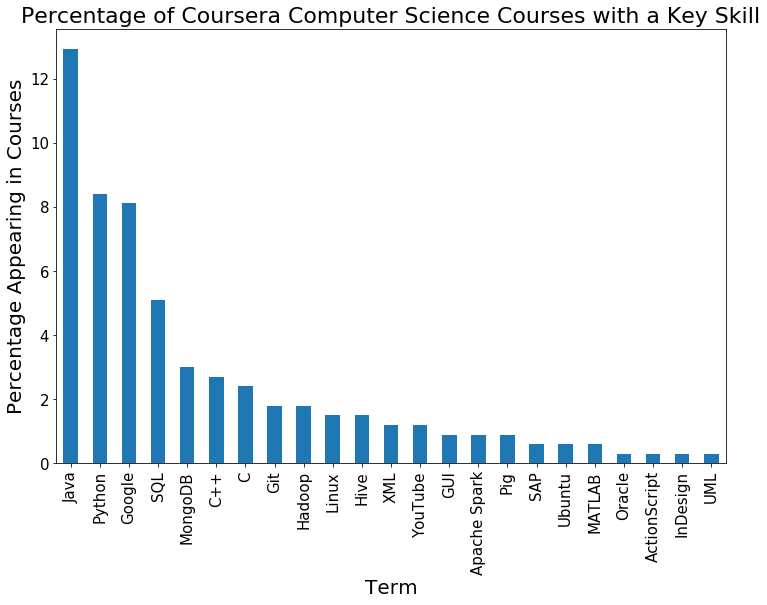 Percentage of Coursera Computer Science Courses with a Key Skill
Percentage Appearing in Courses
12
10
8
6
4
2
0
Java
Python
Google
SQL
MongoDB
C++
C
Git
Hadoop
Linux
Hive
XML
YouTube
GUI
Apache Spark
Pig
SAP
Ubuntu
MATLAB
Oracle
ActionScript
InDesign
UML
Term